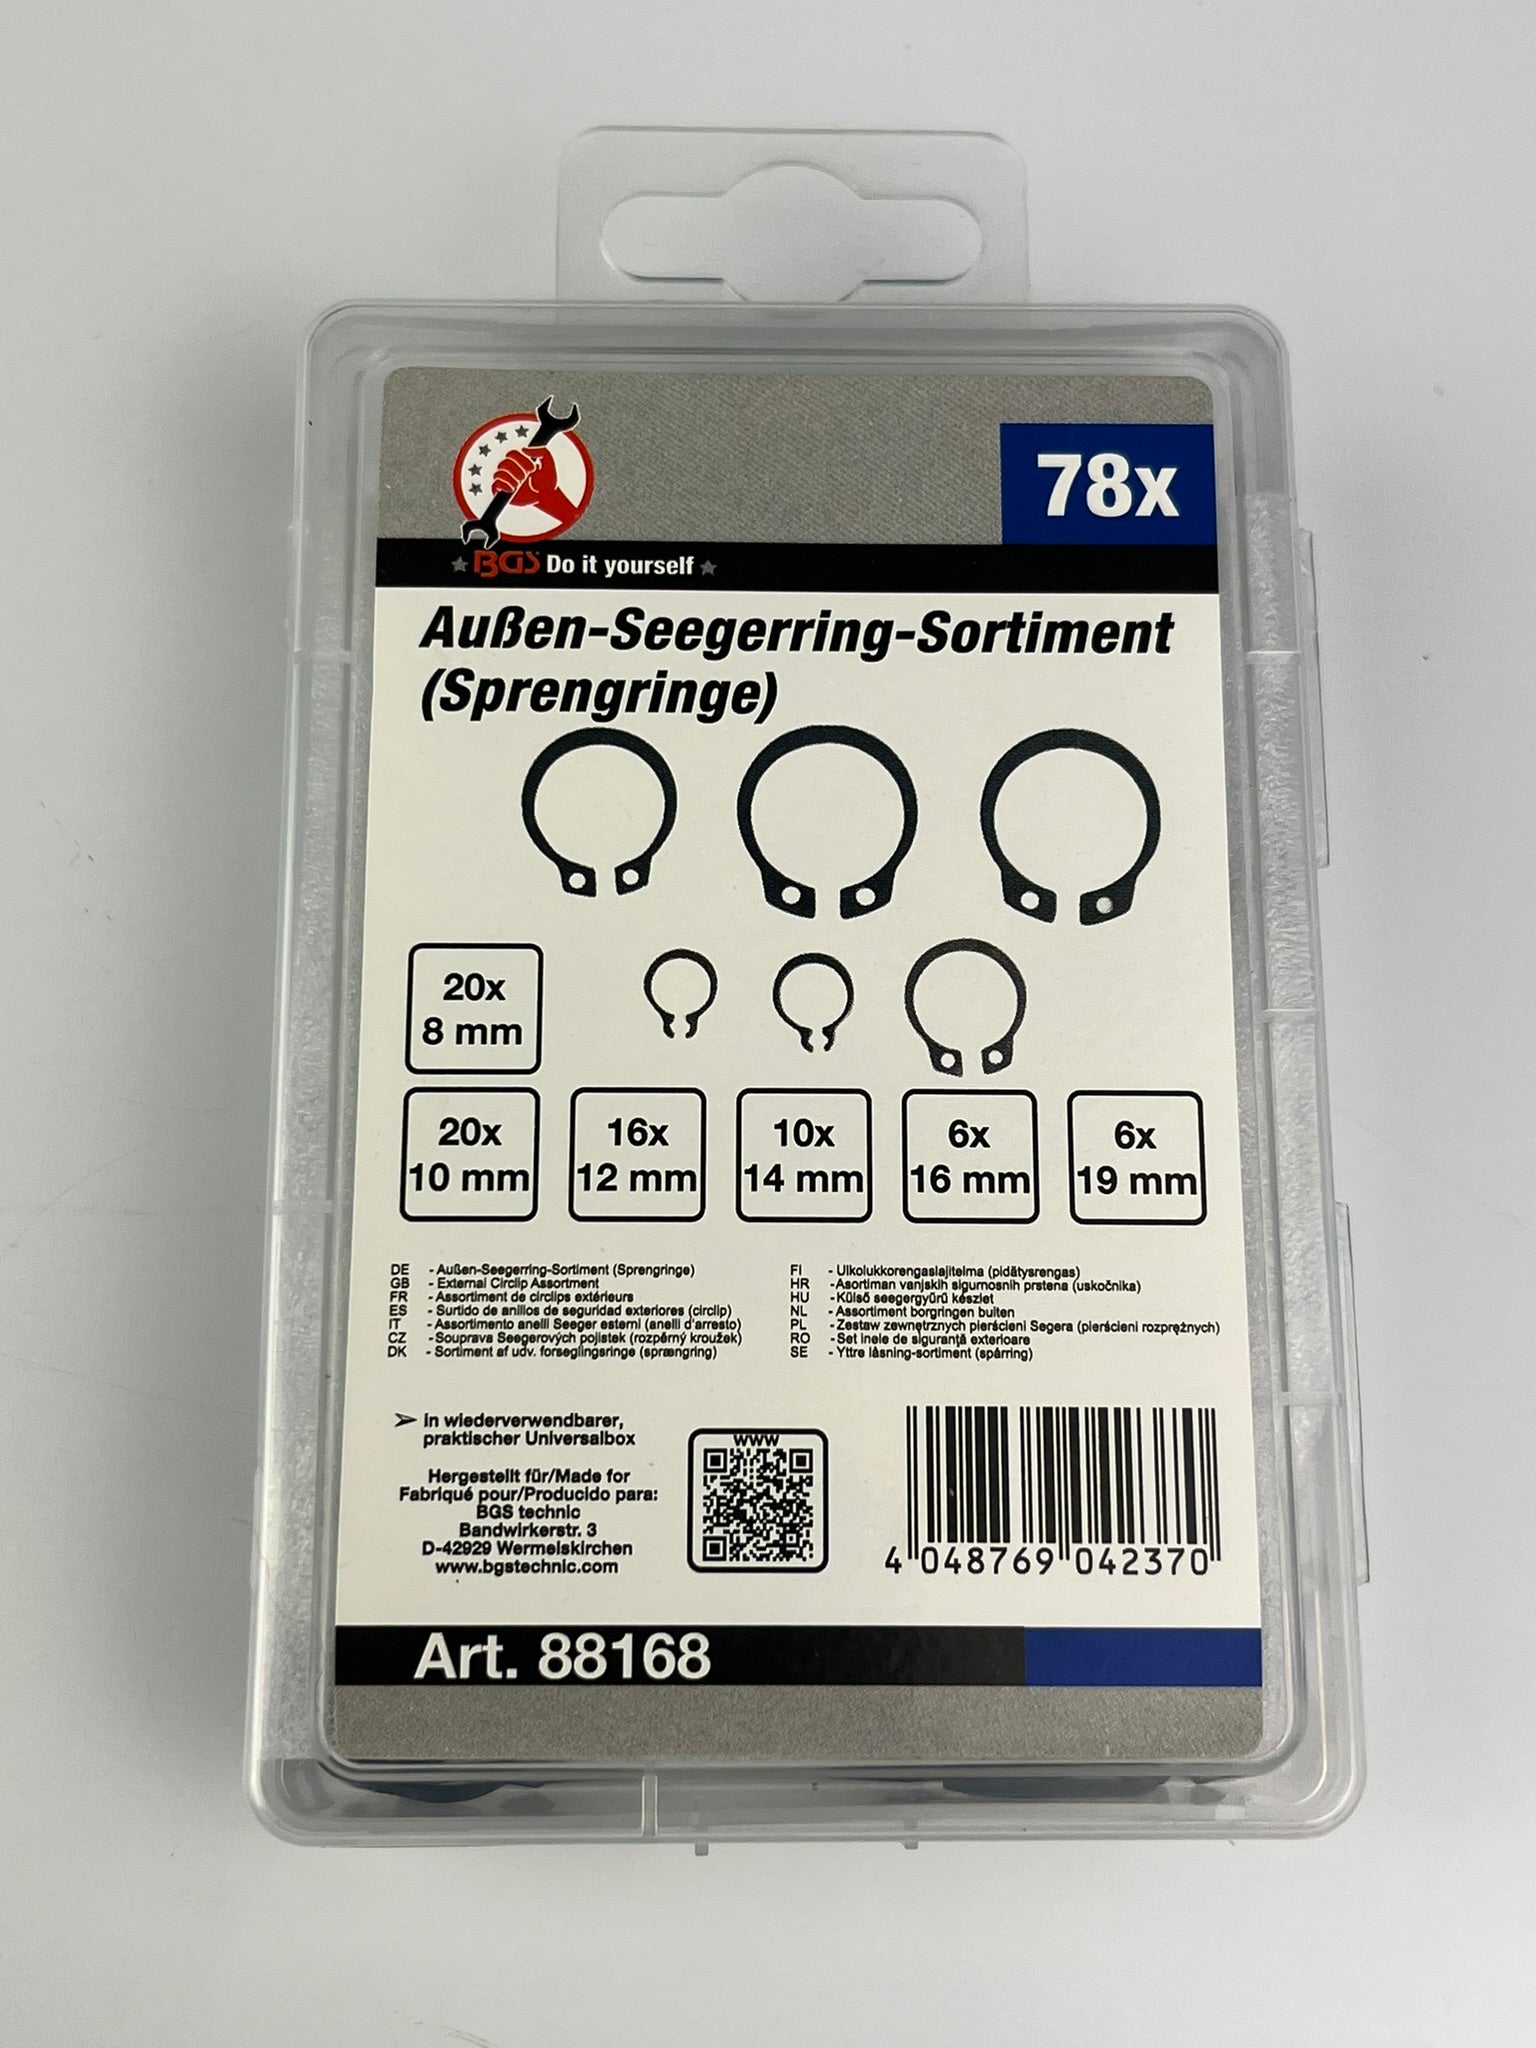 78x
BGS Do it yourself
Außen-Seegerring-Sortiment
(Sprengringe)
20x
8 mm
20x
10 mm
16x
12 mm
10x
14 mm
6x
16 mm
6x
19 mm
DE - Außen-Seegerring-Sortiment (Sprengringe)
GB - External Circlip Assortment
FR - Assortiment de circlips extérieurs
ES - Surtido de anillos de seguridad exteriores (circlip)
IT - Assortimento anelli Seeger esterni (anelli d'arresto)
CZ - Souprava Seegerových pojistek (rozpěrný kroužek)
DK - Sortiment af udv. forseglingsringe (sprængring)
FI - Ulkolukkorengaslajitelma (pidätysrengas)
HR - Asortiman vanjskih sigurnosnih prstena (uskočnika)
HU - Külső seegergyűrű készlet
NL - Assortiment borgringen buiten
PL - Zestaw zewnętrznych pierścieni Segera (pierścieni rozprężnych)
RO - Set inele de siguranță exterioare
SE - Yttre låsning-sortiment (spårring)
➢ in wiederverwendbarer,
praktischer Universalbox
Hergestellt für/Made for
Fabriqué pour/Producido para:
BGS technic
Bandwirkerstr. 3
D-42929 Wermelskirchen
www.bgstechnic.com
www
4 048769 042370
Art. 88168